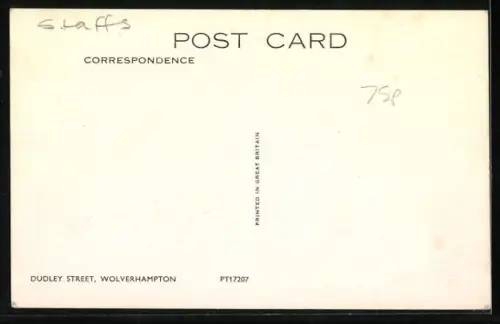 Staffs
POST CARD
CORRESPONDENCE
75p
PRINTED IN GREAT BRITAIN
DUDLEY STREET, WOLVERHAMPTON PT17207